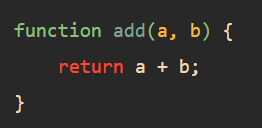 function add(a, b) {
    return a + b;
}